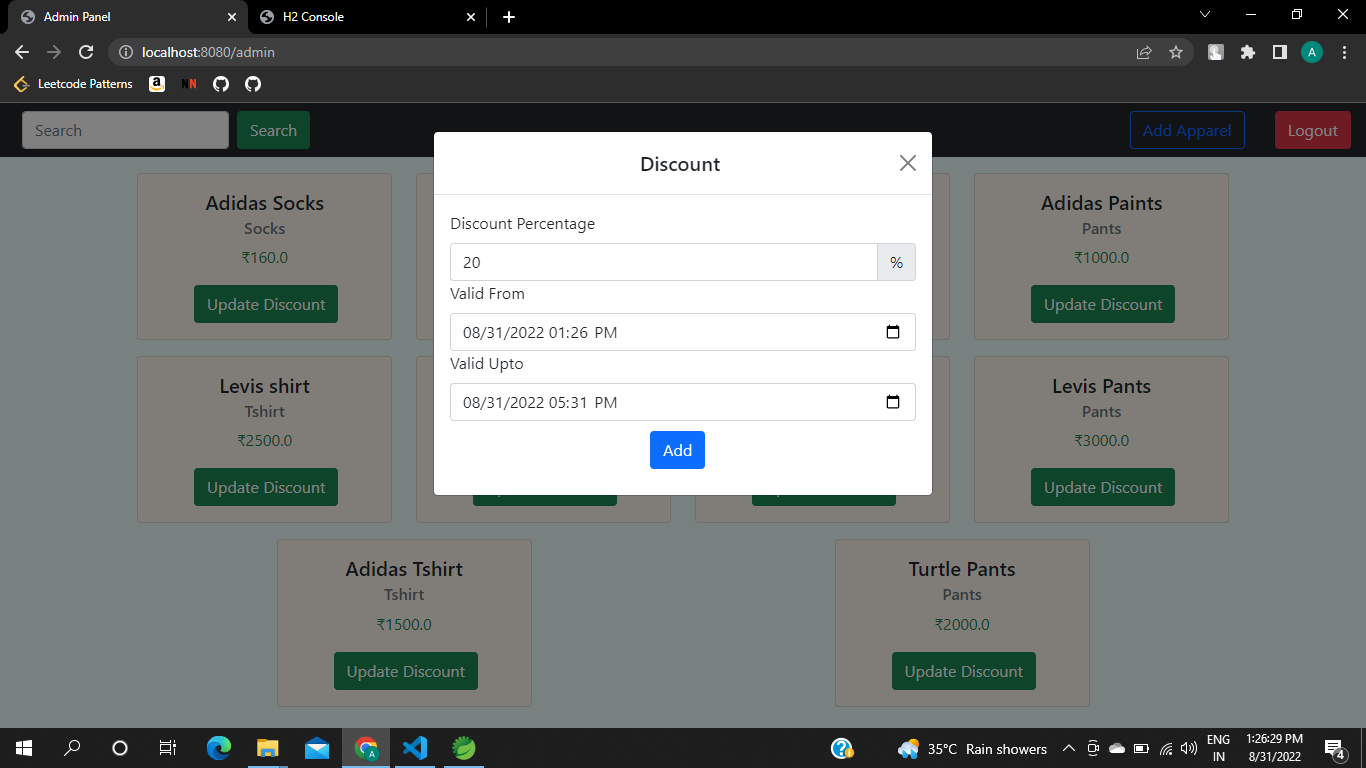 Admin Panel
H2 Console
localhost:8080/admin
A
Leetcode Patterns
a
NN
Search
Search
Add Apparel
Logout
Discount
Discount Percentage
20
%
Valid From
08/31/2022 01:26 PM
Valid Upto
08/31/2022 05:31 PM
Add
Adidas Socks
Socks
₹160.0
Update Discount
Adidas Paints
Pants
₹1000.0
Update Discount
Levis shirt
Tshirt
₹2500.0
Update Discount
Levis Pants
Pants
₹3000.0
Update Discount
Adidas Tshirt
Tshirt
₹1500.0
Update Discount
Turtle Pants
Pants
₹2000.0
Update Discount
A
35°C Rain showers
ENG
IN
1:26:29 PM
8/31/2022
4